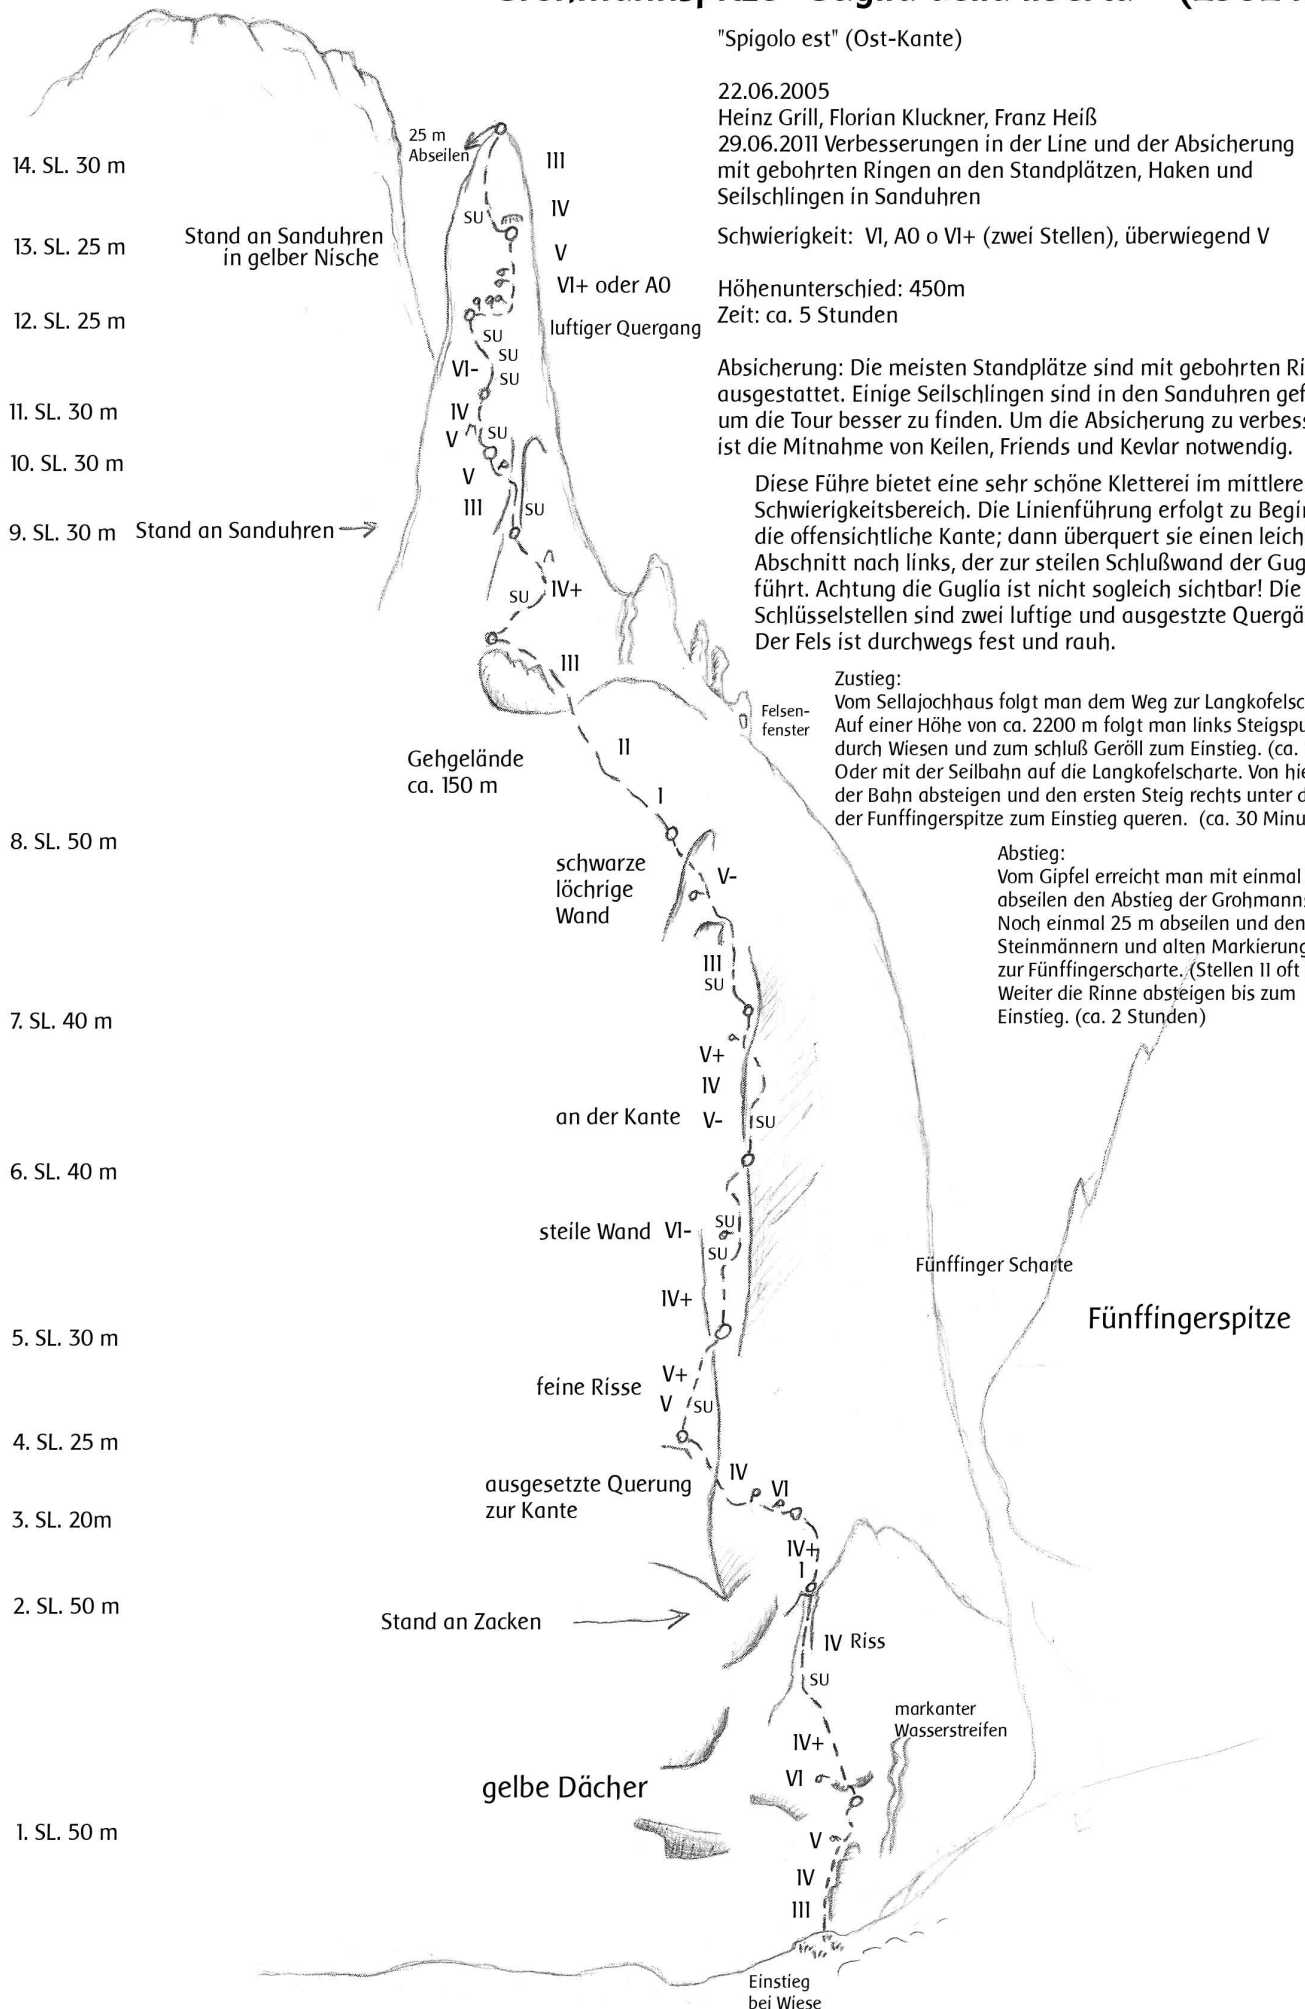 "Spigolo est" (Ost-Kante)
22.06.2005
Heinz Grill, Florian Kluckner, Franz Heiß
29.06.2011 Verbesserungen in der Line und der Absicherung
mit gebohrten Ringen an den Standplätzen, Haken und
Seilschlingen in Sanduhren
Schwierigkeit: VI, A0 o VI+ (zwei Stellen), überwiegend V
Höhenunterschied: 450m
Zeit: ca. 5 Stunden
Absicherung: Die meisten Standplätze sind mit gebohrten Ri
ausgestattet. Einige Seilschlingen sind in den Sanduhren gef
um die Tour besser zu finden. Um die Absicherung zu verbess
ist die Mitnahme von Keilen, Friends und Kevlar notwendig.
Diese Führe bietet eine sehr schöne Kletterei im mittlere
Schwierigkeitsbereich. Die Linienführung erfolgt zu Begin
die offensichtliche Kante; dann überquert sie einen leich
Abschnitt nach links, der zur steilen Schlußwand der Gug
führt. Achtung die Guglia ist nicht sogleich sichtbar! Die
Schlüsselstellen sind zwei luftige und ausgestzte Quergä
Der Fels ist durchwegs fest und rauh.
Zustieg:
Vom Sellajochhaus folgt man dem Weg zur Langkofelsc
Auf einer Höhe von ca. 2200 m folgt man links Steigspu
durch Wiesen und zum schluß Geröll zum Einstieg. (ca.
Oder mit der Seilbahn auf die Langkofelscharte. Von hie
der Bahn absteigen und den ersten Steig rechts unter d
der Funffingerspitze zum Einstieg queren. (ca. 30 Minu
Abstieg:
Vom Gipfel erreicht man mit einmal
abseilen den Abstieg der Grohmann
Noch einmal 25 m abseilen und den
Steinmännern und alten Markierung
zur Fünffingerscharte. (Stellen II oft
Weiter die Rinne absteigen bis zum
Einstieg. (ca. 2 Stunden)
25 m
Abseilen
14. SL. 30 m
III
IV
SU
Stand an Sanduhren
in gelber Nische
13. SL. 25 m
V
VI+ oder A0
12. SL. 25 m
luftiger Quergang
SU
SU
VI-
SU
11. SL. 30 m
IV
V
SU
10. SL. 30 m
V
III
SU
9. SL. 30 m
Stand an Sanduhren
IV+
SU
III
Felsen-
fenster
II
Gehgelände
ca. 150 m
I
8. SL. 50 m
schwarze
löchrige
Wand
V-
III
SU
7. SL. 40 m
V+
IV
an der Kante
V-
SU
6. SL. 40 m
steile Wand
VI-
SU
SU
Fünffinger Scharte
IV+
Fünffingerspitze
5. SL. 30 m
V+
feine Risse
V
SU
4. SL. 25 m
ausgesetzte Querung
zur Kante
IV
VI
3. SL. 20m
IV+
I
2. SL. 50 m
Stand an Zacken
IV Riss
SU
markanter
Wasserstreifen
IV+
VI
gelbe Dächer
1. SL. 50 m
V
IV
III
Einstieg
bei Wiese